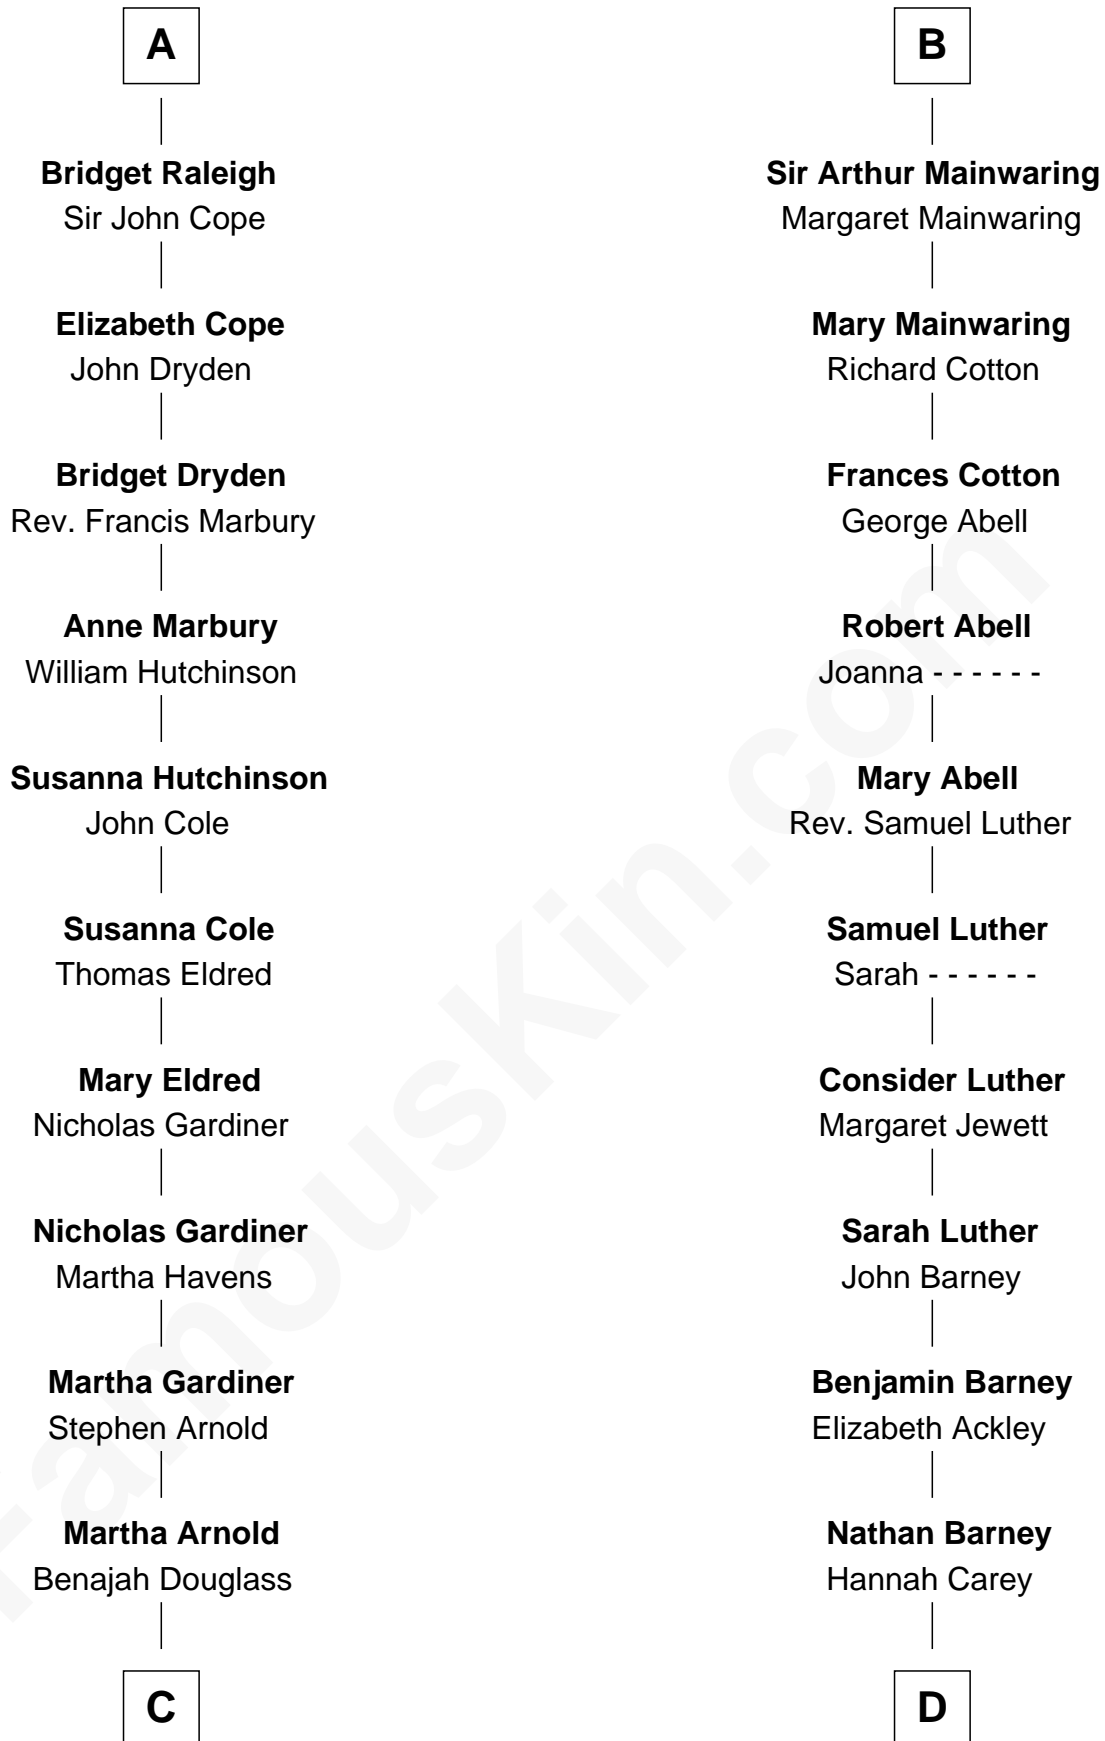 A
Bridget Raleigh
Sir John Cope
Elizabeth Cope
John Dryden
Bridget Dryden
Rev. Francis Marbury
Anne Marbury
William Hutchinson
Susanna Hutchinson
John Cole
Susanna Cole
Thomas Eldred
Mary Eldred
Nicholas Gardiner
Nicholas Gardiner
Martha Havens
Martha Gardiner
Stephen Arnold
Martha Arnold
Benajah Douglass
C
B
Sir Arthur Mainwaring
Margaret Mainwaring
Mary Mainwaring
Richard Cotton
Frances Cotton
George Abell
Robert Abell
Joanna - - - - - -
Mary Abell
Rev. Samuel Luther
Samuel Luther
Sarah - - - - - -
Consider Luther
Margaret Jewett
Sarah Luther
John Barney
Benjamin Barney
Elizabeth Ackley
Nathan Barney
Hannah Carey
D
FamousKin.com